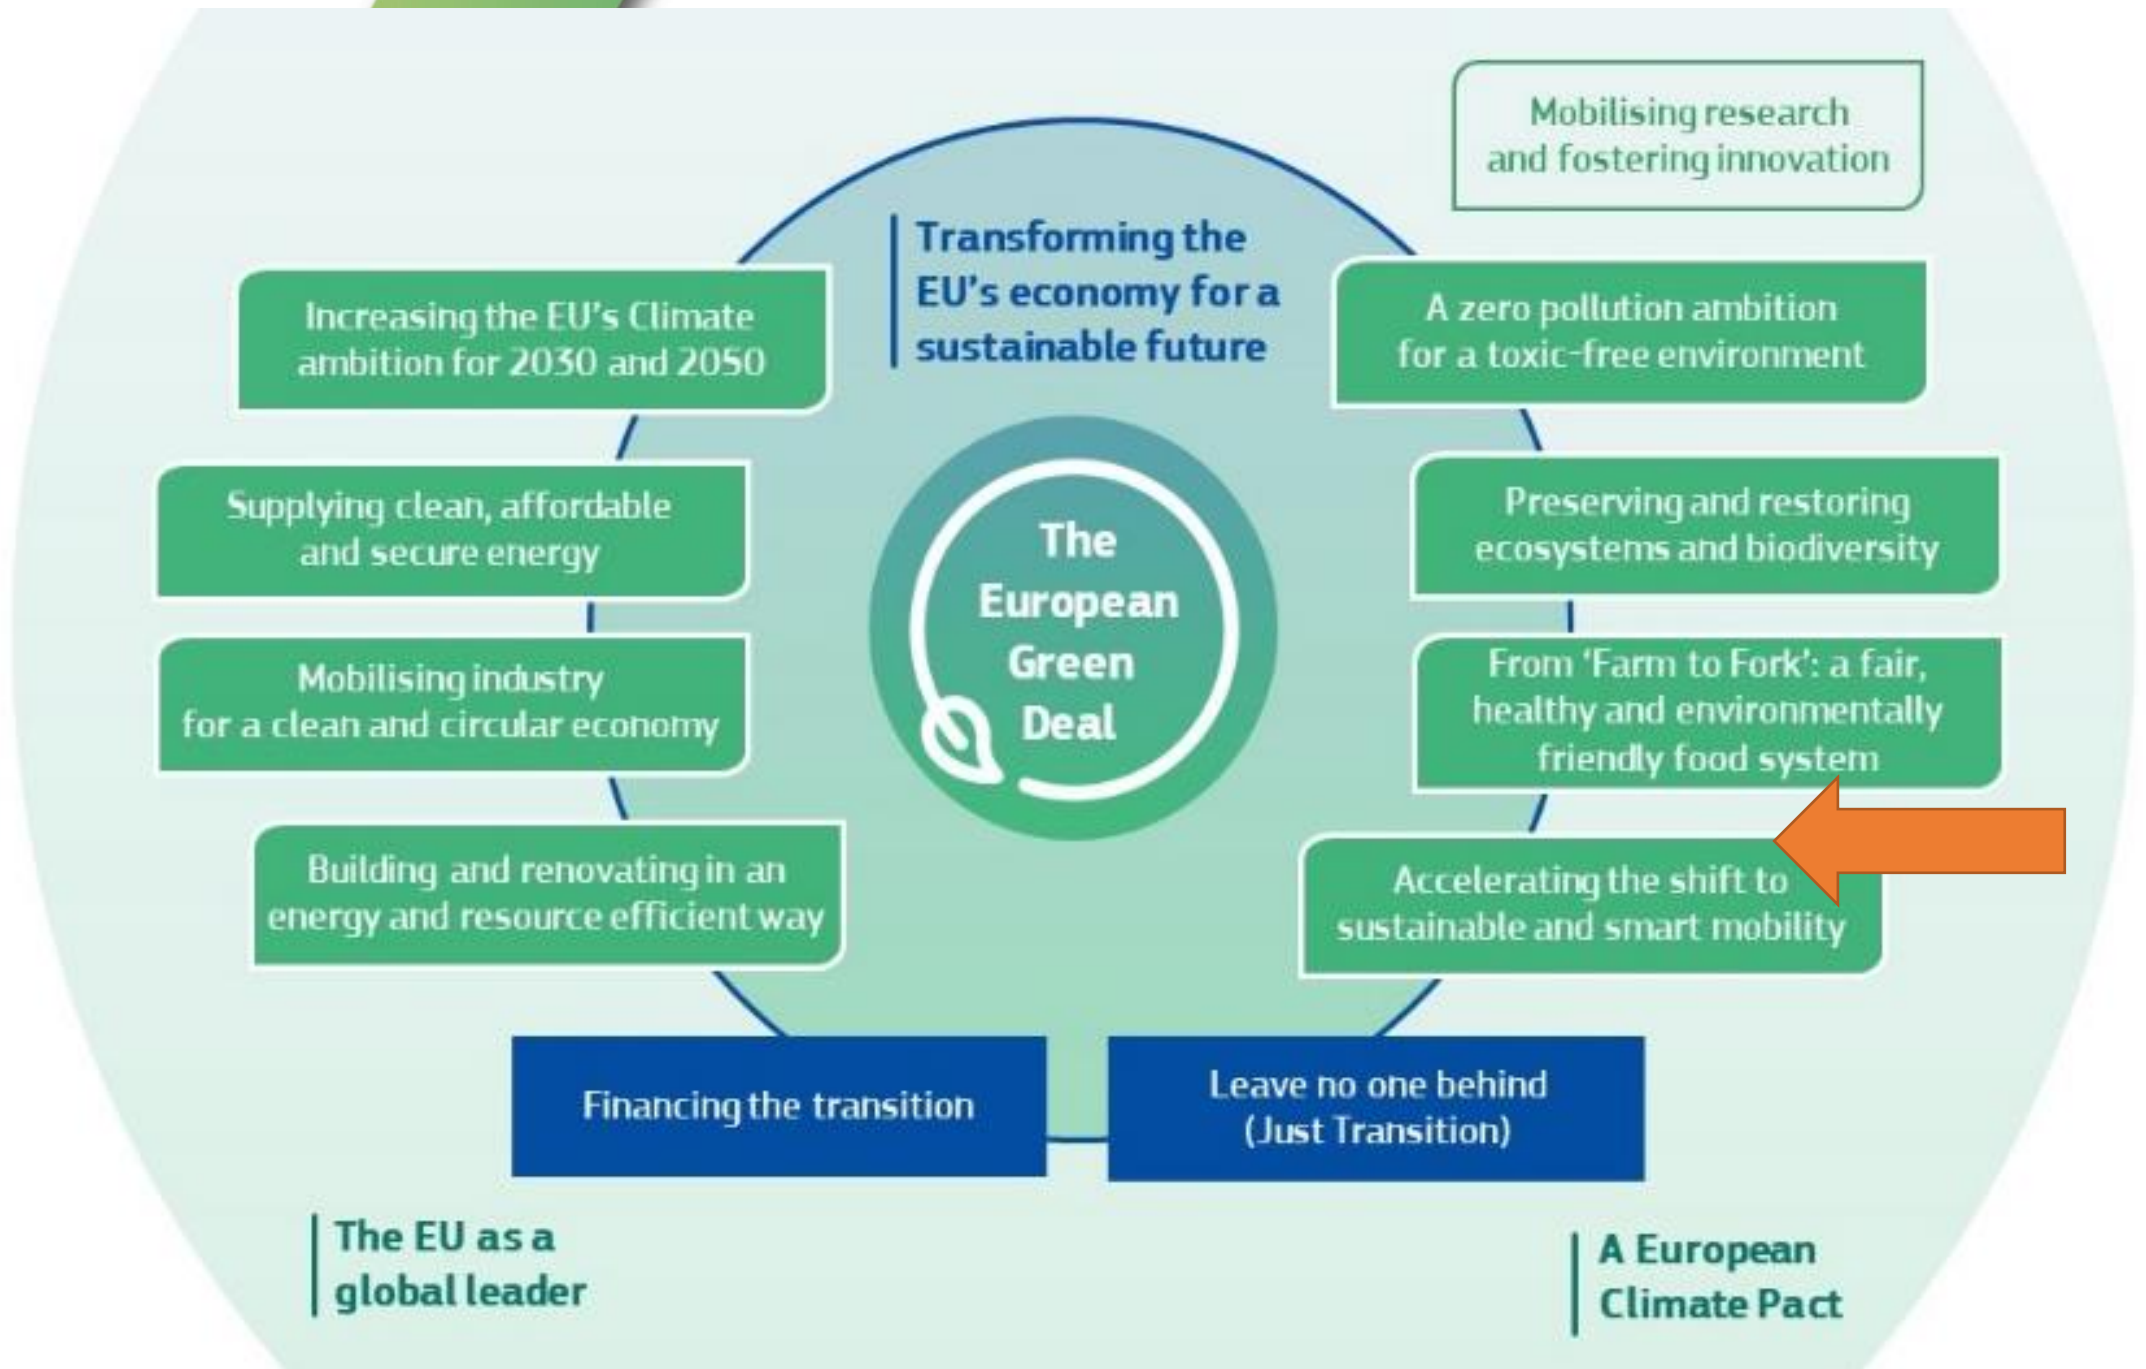 Mobilising research
and fostering innovation
Transforming the
EU's economy for a
sustainable future
Increasing the EU's Climate
ambition for 2030 and 2050
Supplying clean, affordable
and secure energy
Mobilising industry
for a clean and circular economy
Building and renovating in an
energy and resource efficient way
The
European
Green
Deal
A zero pollution ambition
for a toxic-free environment
Preserving and restoring
ecosystems and biodiversity
From ‘Farm to Fork’: a fair,
healthy and environmentally
friendly food system
Accelerating the shift to
sustainable and smart mobility
Financing the transition
Leave no one behind
(Just Transition)
The EU as a
global leader
A European
Climate Pact